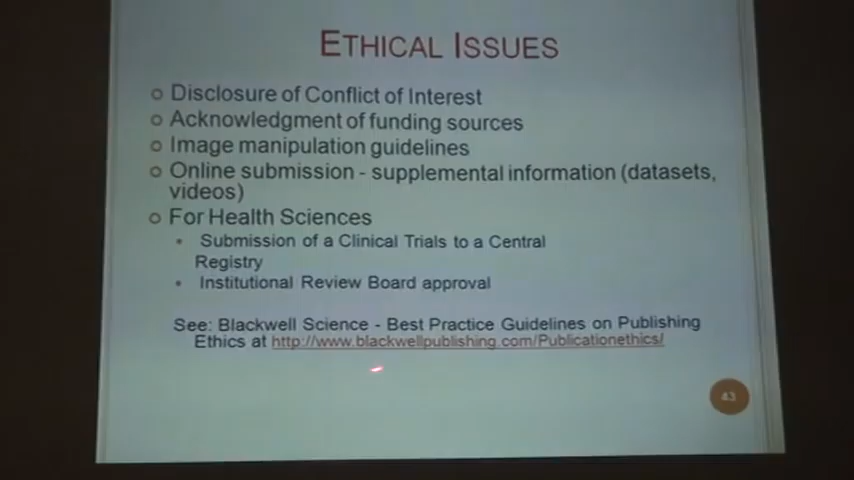 ETHICAL ISSUES
Disclosure of Conflict of Interest
Acknowledgment of funding sources
Image manipulation guidelines
Online submission - supplemental information (datasets,
videos)
For Health Sciences
Submission of a Clinical Trials to a Central
Registry
Institutional Review Board approval
See: Blackwell Science - Best Practice Guidelines on Publishing
Ethics at http://www.blackwellpublishing.com/Publicationethics/
43